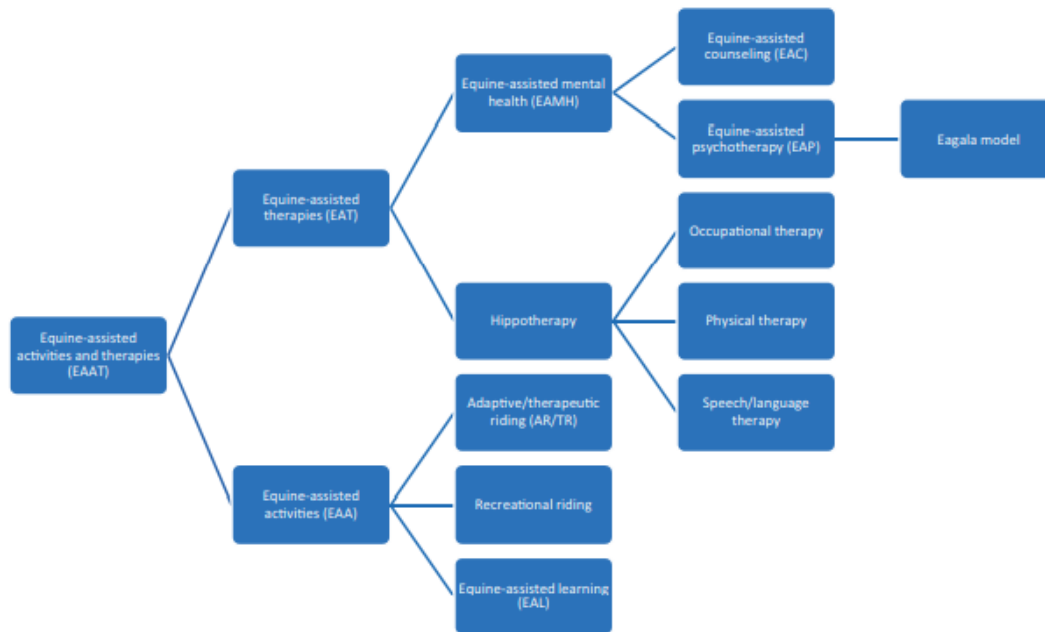 Equine-assisted
activities and therapies
(EAAT)
Equine-assisted
therapies (EAT)
Equine-assisted
activities (EAA)
Equine-assisted mental
health (EAMH)
Hippotherapy
Adaptive/therapeutic
riding (AR/TR)
Recreational riding
Equine-assisted learning
(EAL)
Equine-assisted
counseling (EAC)
Equine-assisted
psychotherapy (EAP)
Occupational therapy
Physical therapy
Speech/language
therapy
Eagala model